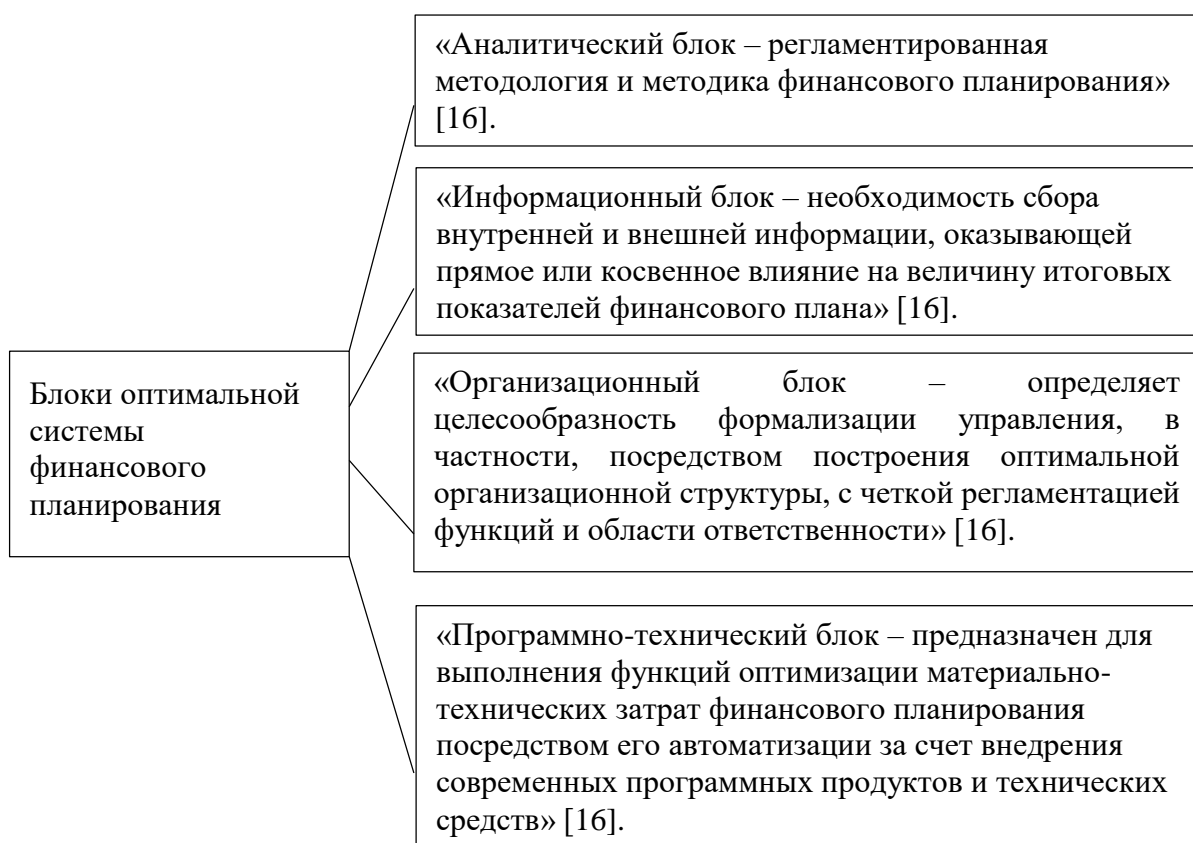 «Аналитический блок – регламентированная
методология и методика финансового планирования»
[16].
«Информационный блок – необходимость сбора
внутренней и внешней информации, оказывающей
прямое или косвенное влияние на величину итоговых
показателей финансового плана» [16].
Блоки оптимальной
системы
финансового
планирования
«Организационный блок – определяет
целесообразность формализации управления, в
частности, посредством построения оптимальной
организационной структуры, с четкой регламентацией
функций и области ответственности» [16].
«Программно-технический блок – предназначен для
выполнения функций оптимизации материально-
технических затрат финансового планирования
посредством его автоматизации за счет внедрения
современных программных продуктов и технических
средств» [16].